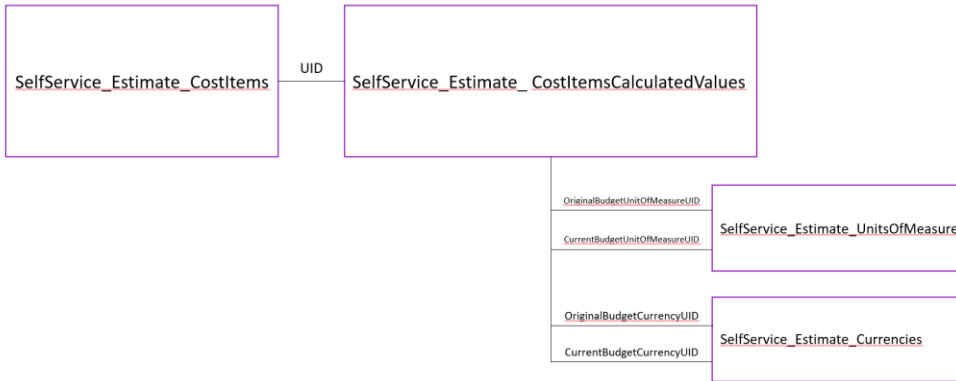 SelfService_Estimate_CostItems
UID
SelfService_Estimate_ CostItemsCalculatedValues
OriginalBudgetUnitOfMeasureUID
CurrentBudgetUnitOfMeasureUID
SelfService_Estimate_UnitsOfMeasure
OriginalBudgetCurrencyUID
CurrentBudgetCurrencyUID
SelfService_Estimate_Currencies